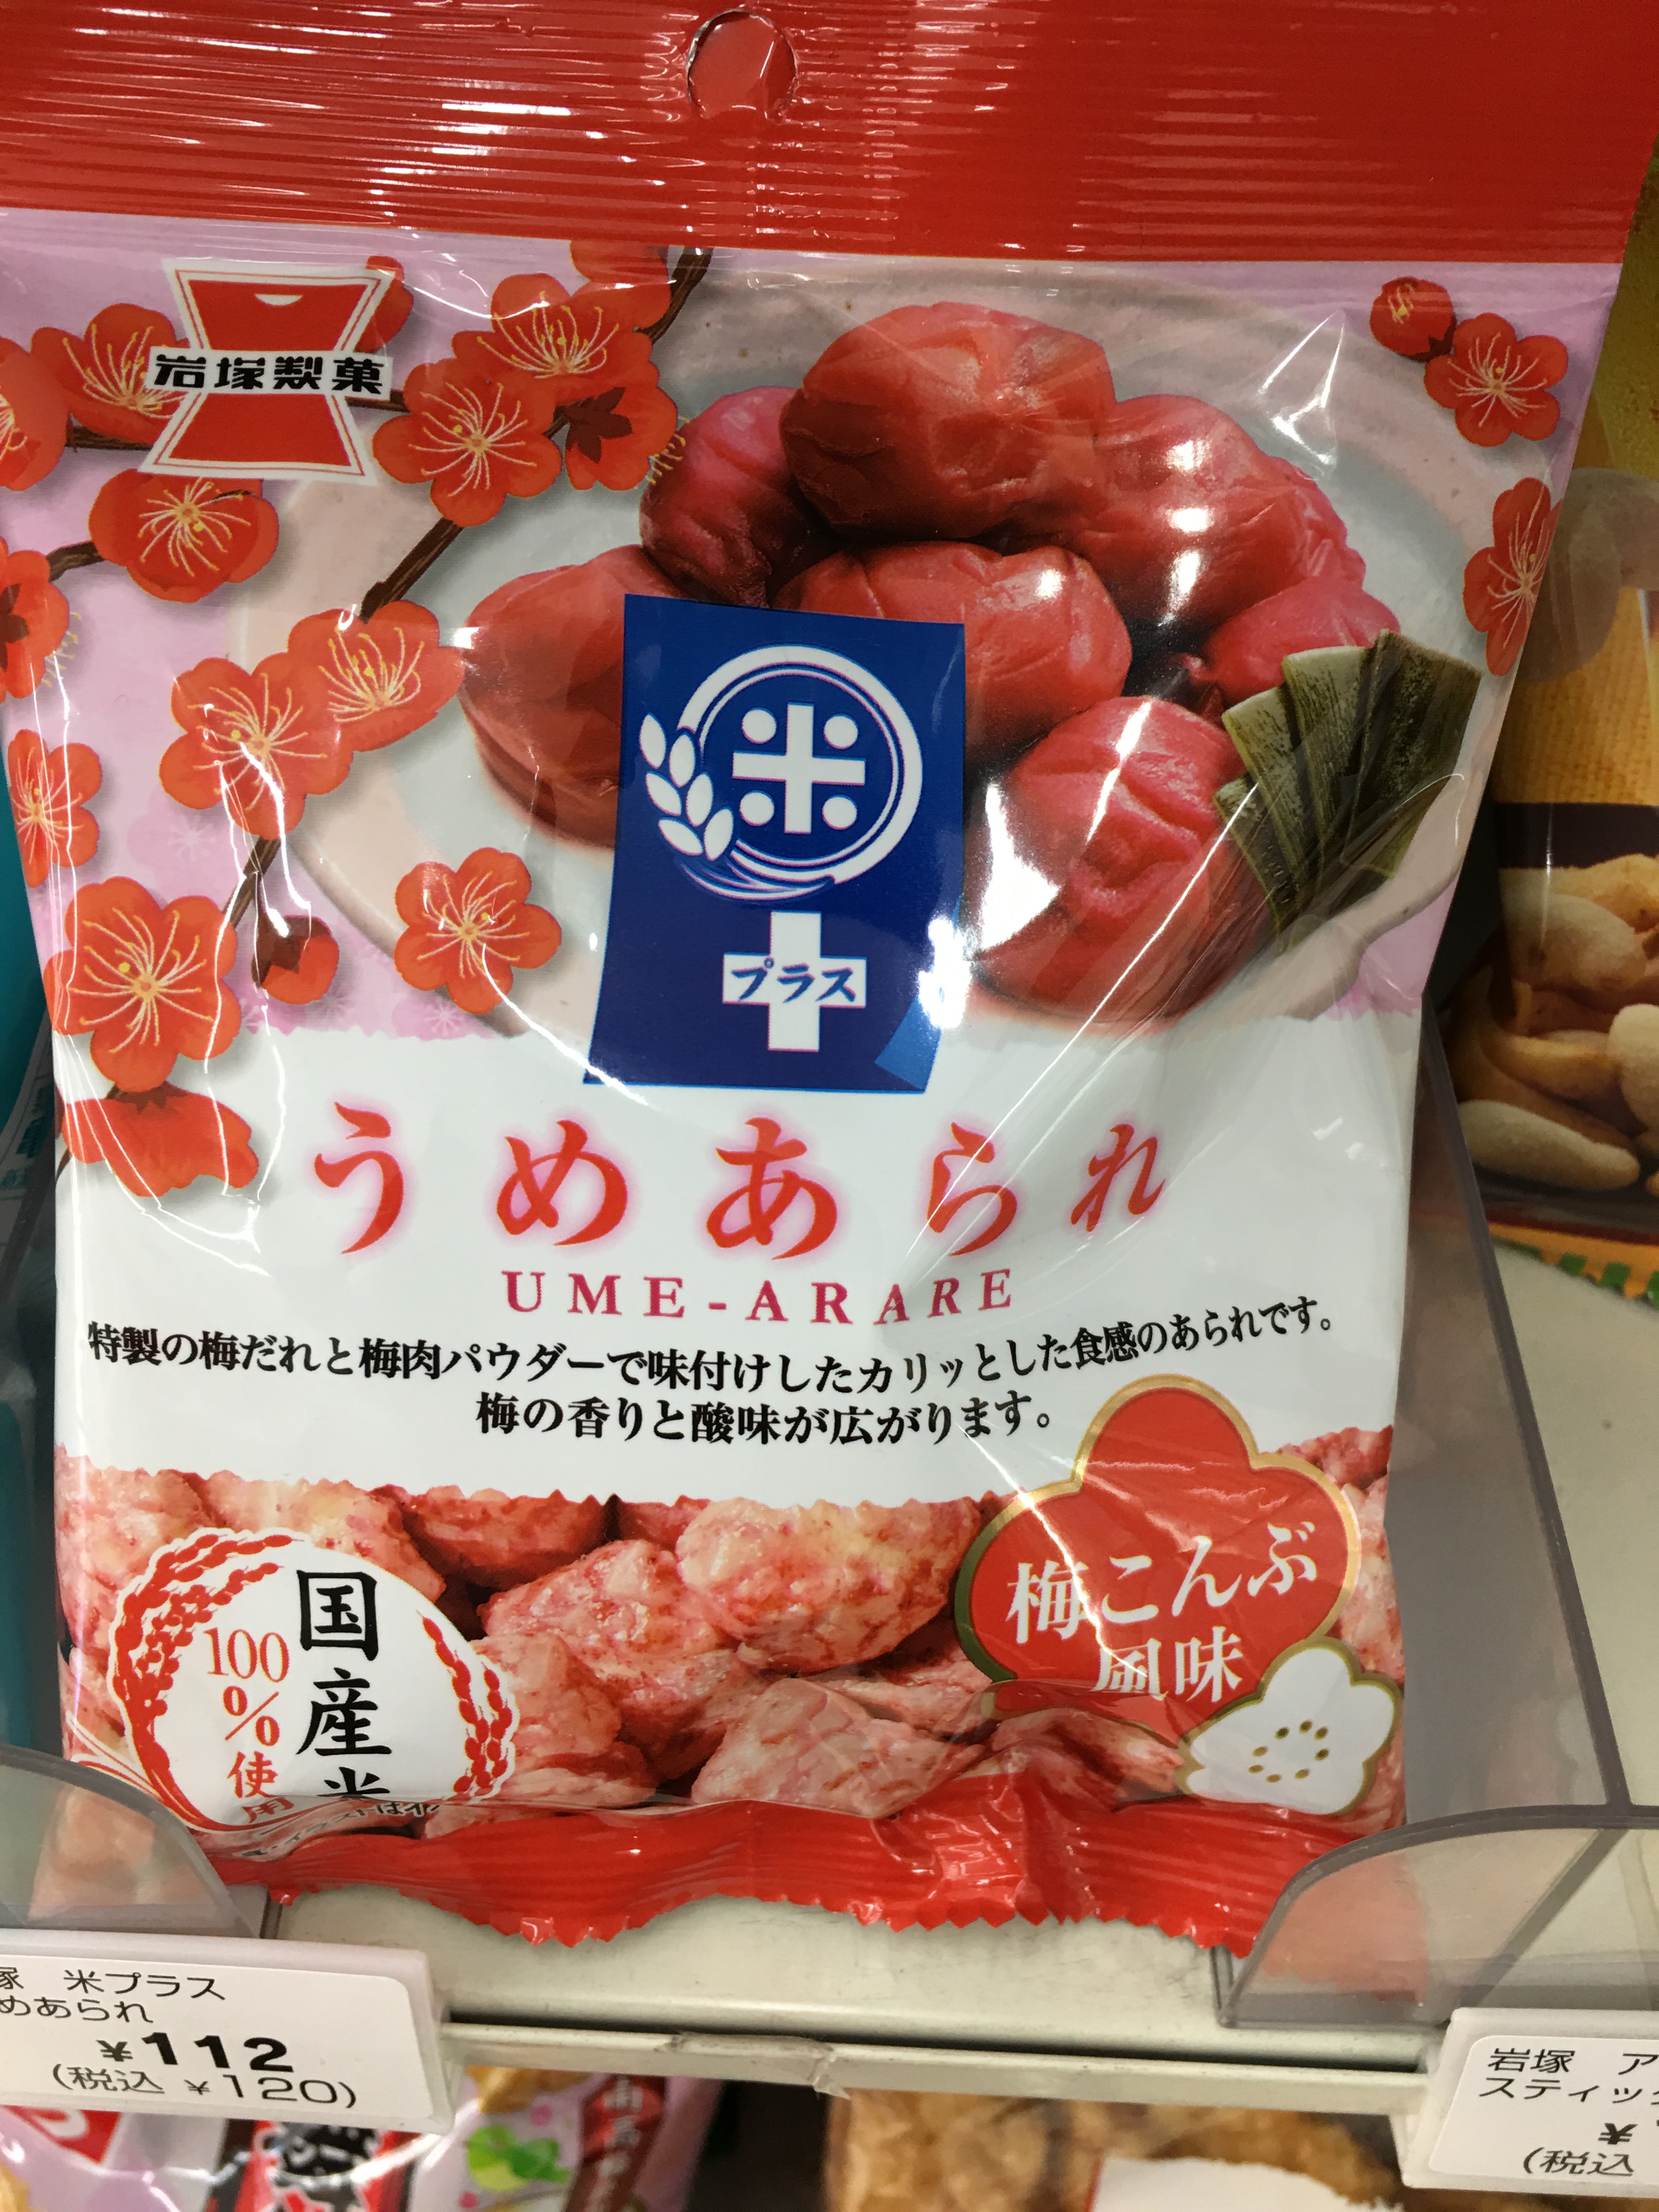 岩塚製菓
米
プラス
うめあられ
UME-ARARE
特製の梅だれと梅肉パウダーで味付けしたカリッとした食感のあられです。
梅の香りと酸味が広がります。
梅こんぶ
風味
国産米
100%使用
塚 米プラス
めあられ
¥112
(税込 ¥120)
岩塚 ア
スティック
¥
(税込